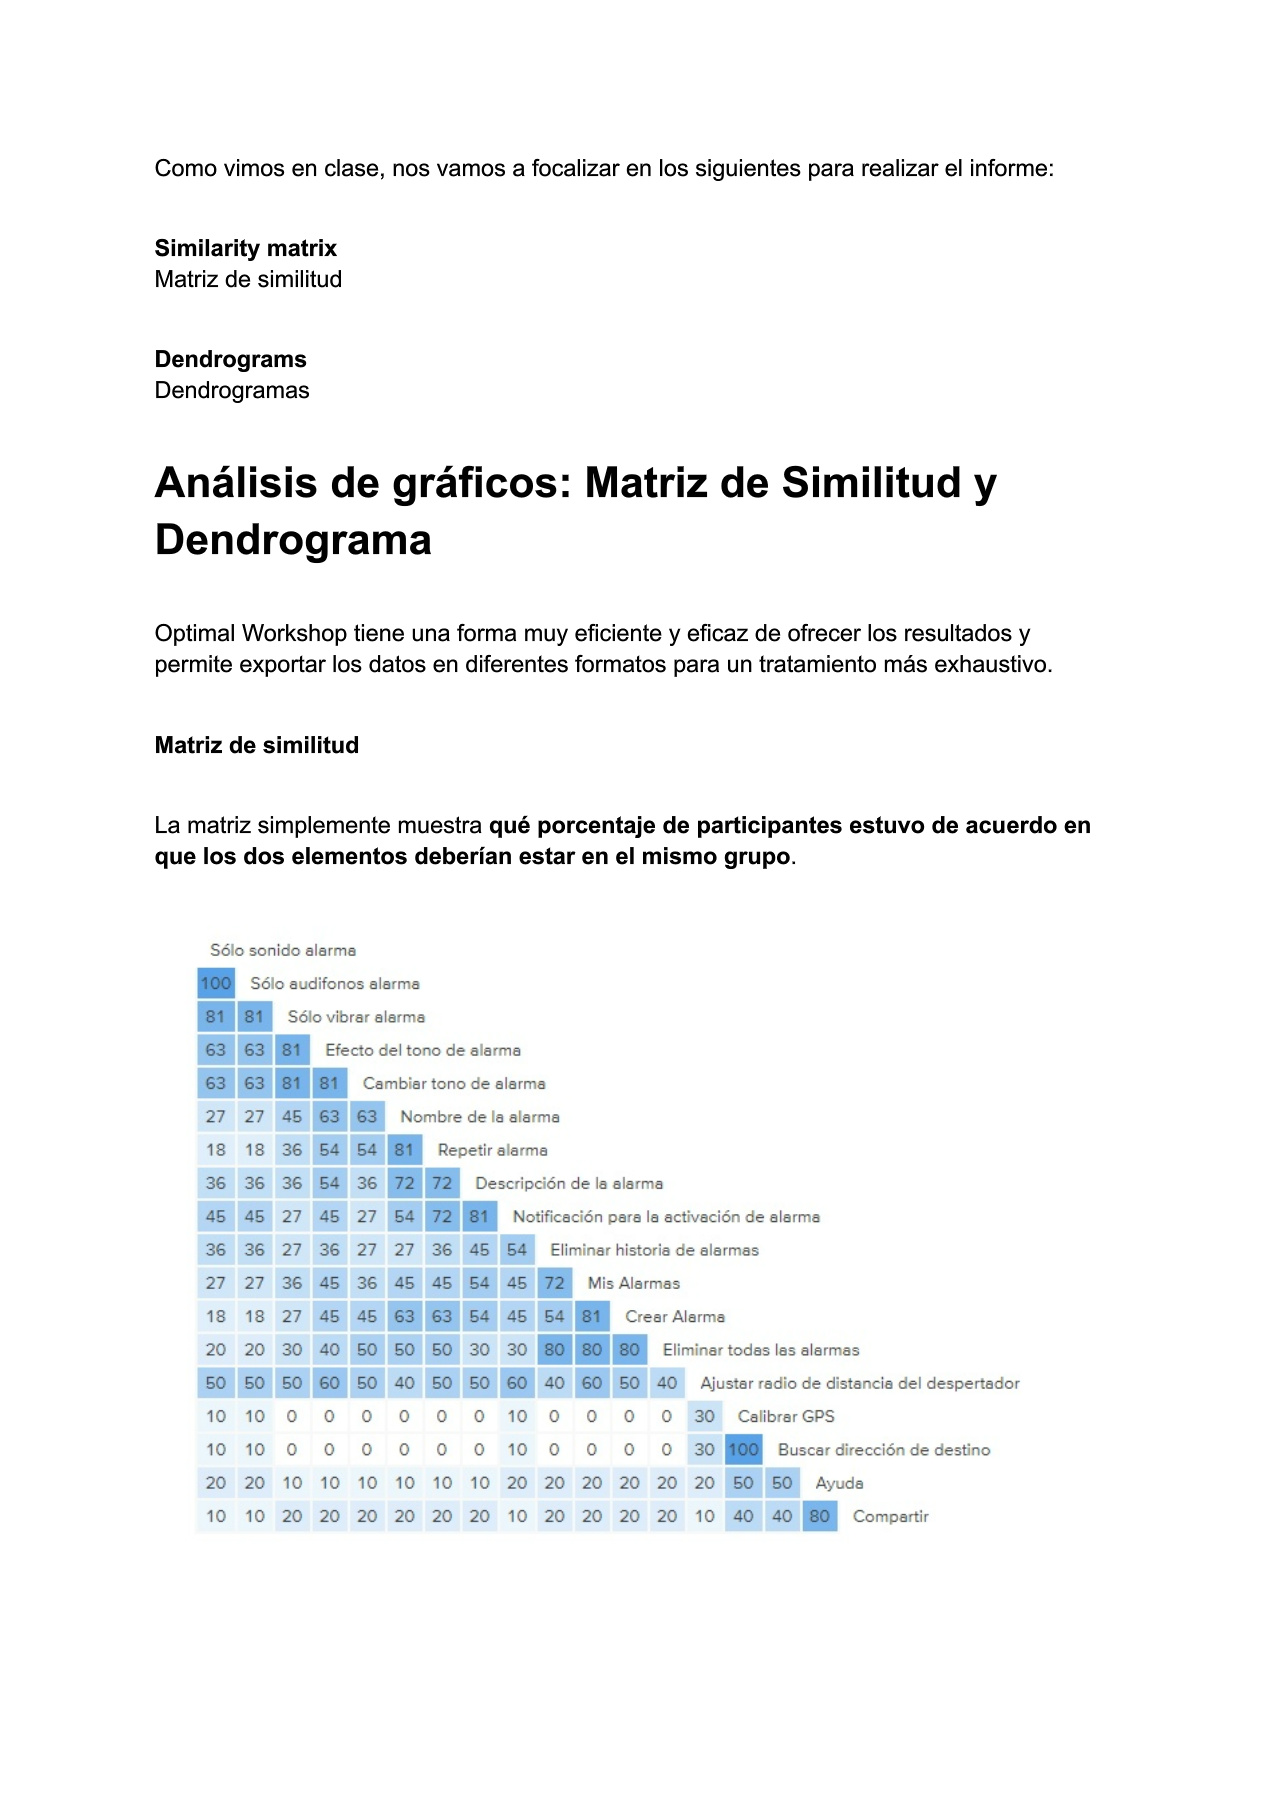 Como vimos en clase, nos vamos a focalizar en los siguientes para realizar el informe:
Similarity matrix
Matriz de similitud
Dendrograms
Dendrogramas
Análisis de gráficos: Matriz de Similitud y
Dendrograma
Optimal Workshop tiene una forma muy eficiente y eficaz de ofrecer los resultados y
permite exportar los datos en diferentes formatos para un tratamiento más exhaustivo.
Matriz de similitud
La matriz simplemente muestra qué porcentaje de participantes estuvo de acuerdo en
que los dos elementos deberían estar en el mismo grupo.
Sólo sonido alarma
100 Sólo audifonos alarma
81 81 Sólo vibrar alarma
63 63 81 Efecto del tono de alarma
63 63 81 81 Cambiar tono de alarma
27 27 45 63 63 Nombre de la alarma
18 18 36 54 54 81 Repetir alarma
36 36 36 54 36 72 72 Descripción de la alarma
45 45 27 45 27 54 72 81 Notificación para la activación de alarma
36 36 27 36 27 27 36 45 54 Eliminar historia de alarmas
27 27 36 45 36 45 45 54 45 72 Mis Alarmas
18 18 27 45 45 63 63 54 45 54 81 Crear Alarma
20 20 30 40 50 50 50 30 30 80 80 80 Eliminar todas las alarmas
50 50 50 60 50 40 50 50 60 40 60 50 40 Ajustar radio de distancia del despertador
10 10 0 0 0 0 0 0 10 0 0 0 0 30 Calibrar GPS
10 10 0 0 0 0 0 0 10 0 0 0 0 30 100 Buscar dirección de destino
20 20 10 10 10 10 10 10 20 20 20 20 20 20 50 50 Ayuda
10 10 20 20 20 20 20 20 10 20 20 20 20 10 40 40 80 Compartir